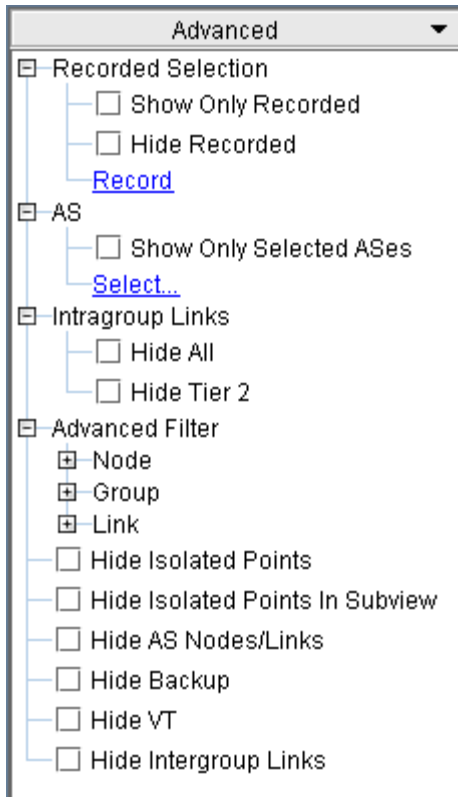 Advanced
Recorded Selection
Show Only Recorded
Hide Recorded
Record
AS
Show Only Selected ASes
Select...
Intragroup Links
Hide All
Hide Tier 2
Advanced Filter
Node
Group
Link
Hide Isolated Points
Hide Isolated Points In Subview
Hide AS Nodes/Links
Hide Backup
Hide VT
Hide Intergroup Links